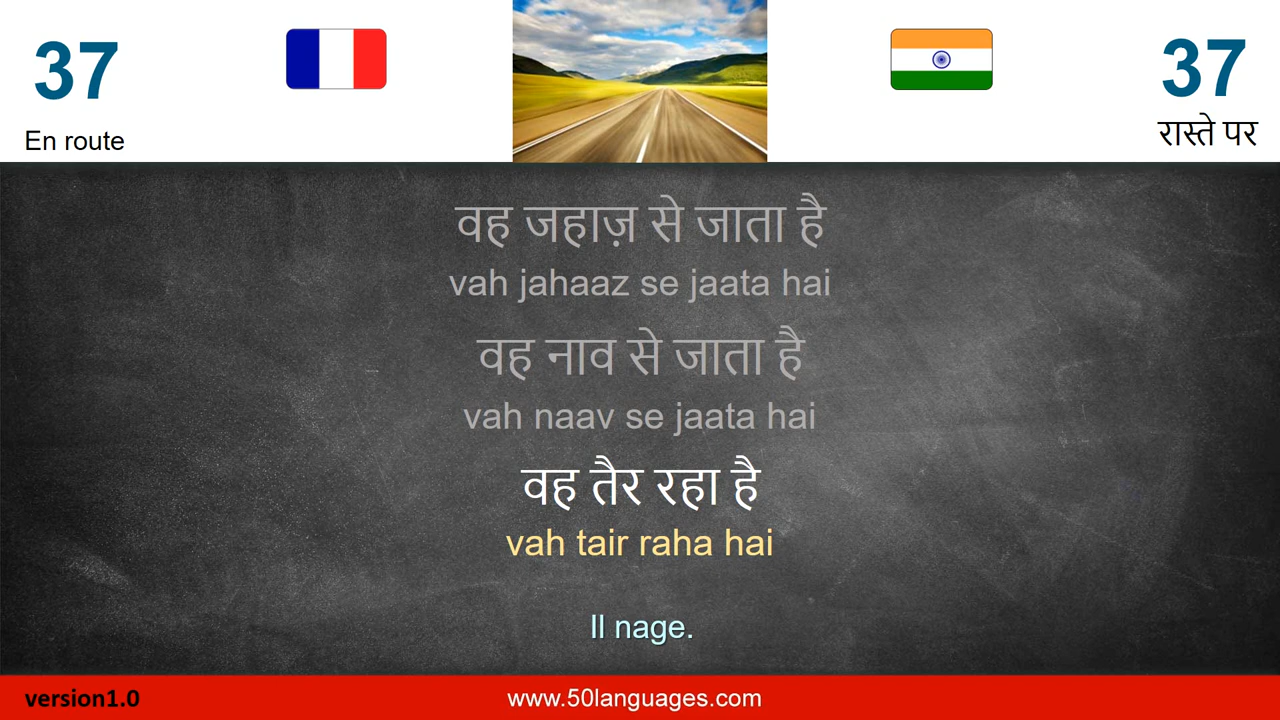 37
37
En route
रास्ते पर
वह जहाज़ से जाता है
vah jahaaz se jaata hai
वह नाव से जाता है
vah naav se jaata hai
वह तैर रहा है
vah tair raha hai
Il nage.
version1.0
www.50languages.com